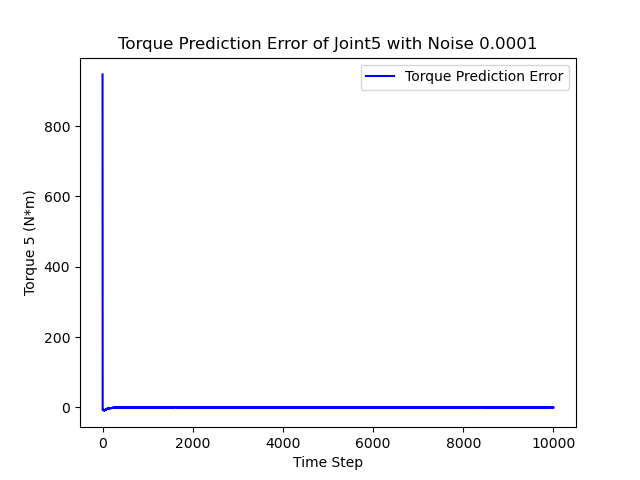 Torque Prediction Error of Joint5 with Noise 0.0001
Torque Prediction Error
800
600
400
200
0
Torque 5 (N*m)
0 2000 4000 6000 8000 10000
Time Step